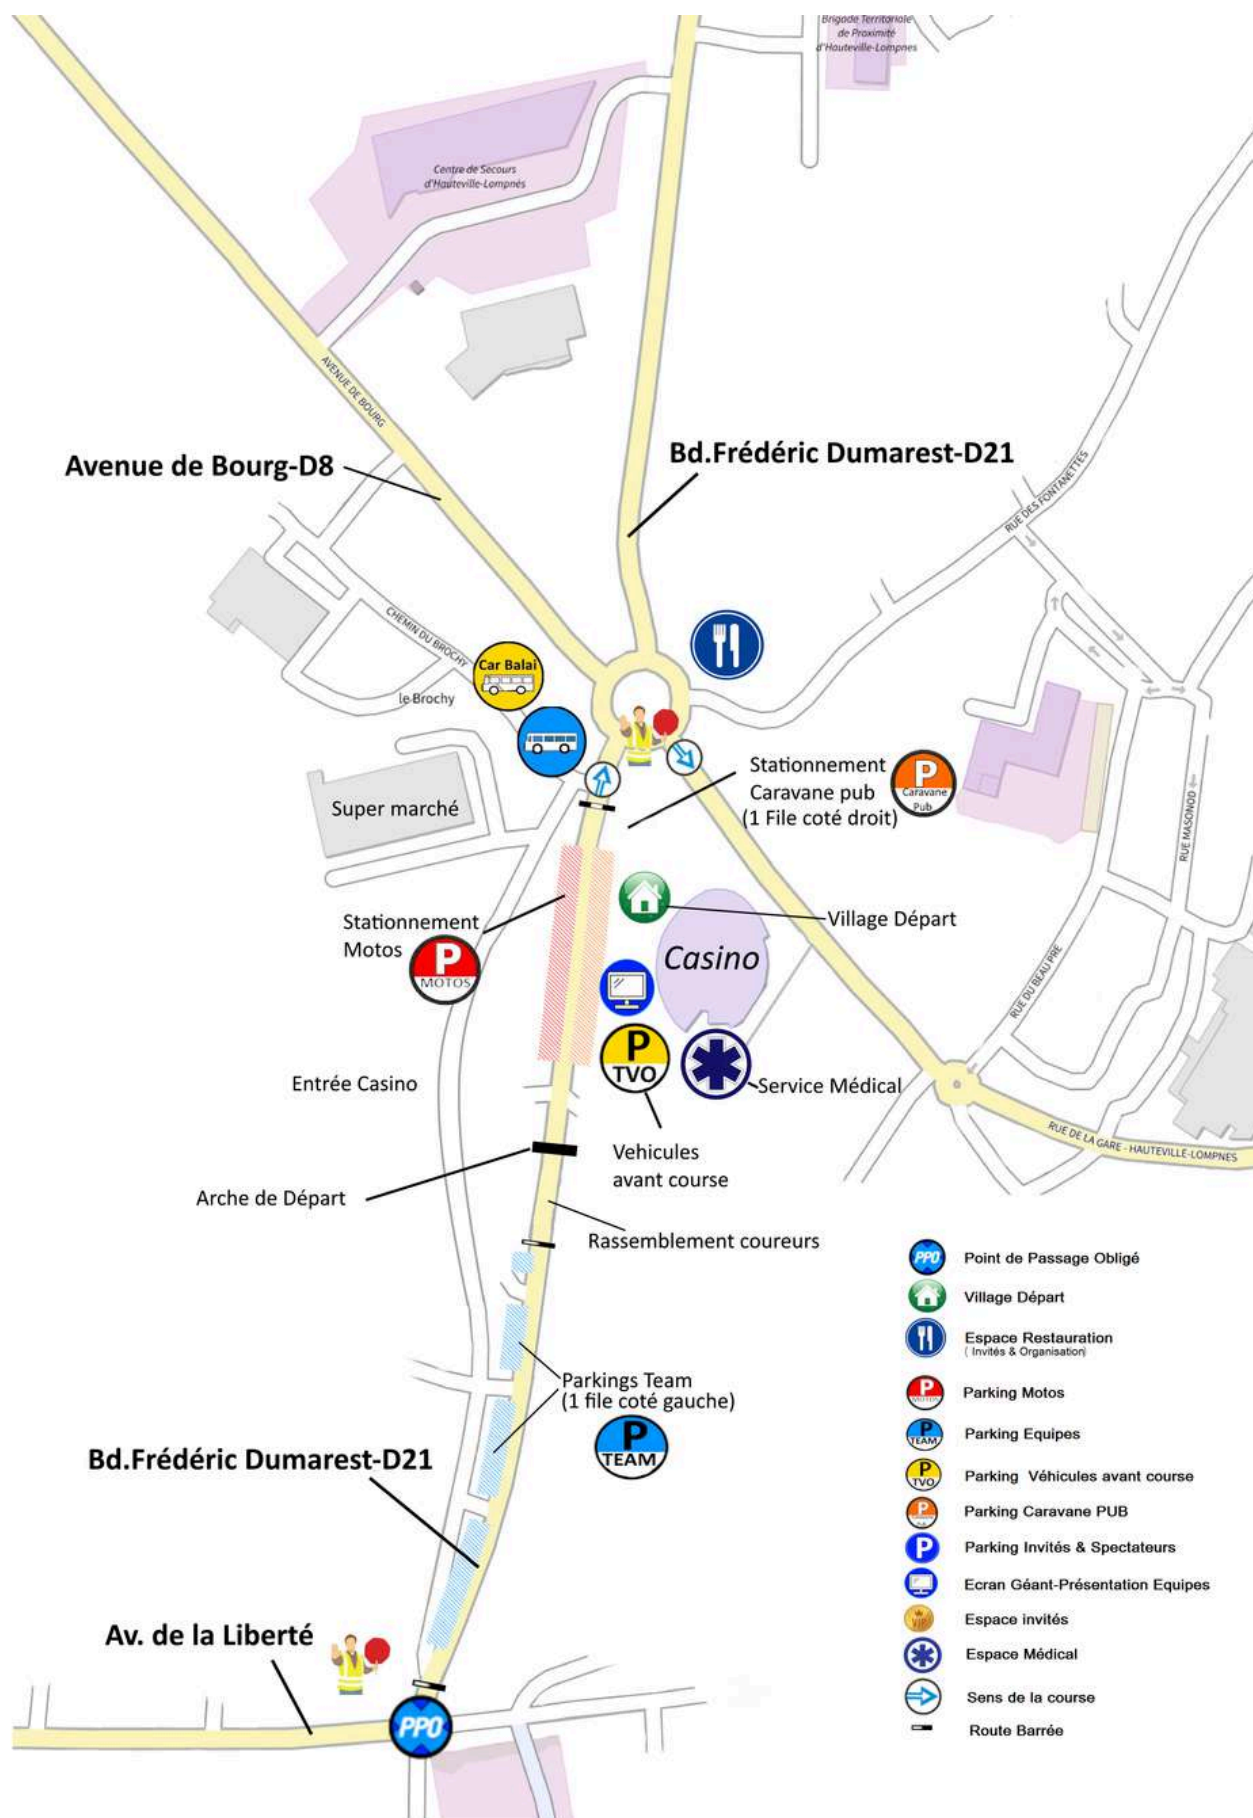 Brigade Territoriale
de Proximité
d'Hauteville-Lompnes
Centre de Secours
d'Hauteville-Lompnés
AVENUE DE BOURG
Avenue de Bourg-D8
Bd.Frédéric Dumarest-D21
RUE DES FONTANETTES
CHEMIN DU BROCHY
Car Balai
le Brochy
Super marché
Stationnement
Caravane pub
(1 File coté droit)
P
Caravane
Pub
RUE MASONOD
Stationnement
Motos
P
MOTOS
Village Départ
Casino
RUE DU BEAU PRE
P
TVO
Entrée Casino
Service Médical
RUE DE LA GARE - HAUTEVILLE-LOMPNES
Vehicules
avant course
Arche de Départ
Rassemblement coureurs
Parkings Team
(1 file coté gauche)
P
TEAM
Bd.Frédéric Dumarest-D21
Av. de la Liberté
PPO
PPO
Point de Passage Obligé
Village Départ
Espace Restauration
( Invités & Organisation)
P
MOTOS
Parking Motos
P
TEAM
Parking Equipes
P
TVO
Parking Véhicules avant course
P
Parking Caravane PUB
P
Parking Invités & Spectateurs
Ecran Géant-Présentation Equipes
VIP
Espace invités
Espace Médical
Sens de la course
Route Barrée